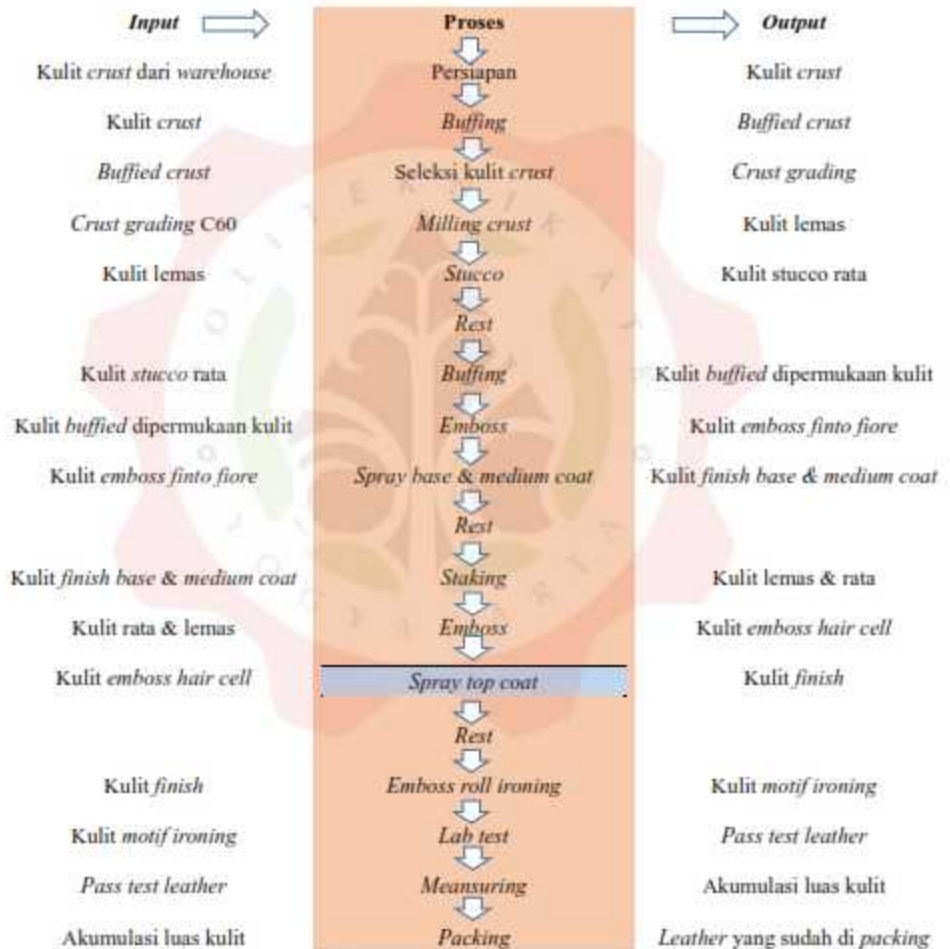 Input Proses Output
Kulit crust dari warehouse Persiapan Kulit crust
Kulit crust Buffing Buffied crust
Buffied crust Seleksi kulit crust Crust grading
Crust grading C60 Milling crust Kulit lemas
Kulit lemas Stucco Kulit stucco rata
Rest
Kulit stucco rata Buffing Kulit buffied dipermukaan kulit
Kulit buffied dipermukaan kulit Emboss Kulit emboss finto fiore
Kulit emboss finto fiore Spray base & medium coat Kulit finish base & medium coat
Rest
Kulit finish base & medium coat Staking Kulit lemas & rata
Kulit rata & lemas Emboss Kulit emboss hair cell
Kulit emboss hair cell Spray top coat Kulit finish
Rest
Kulit finish Emboss roll ironing Kulit motif ironing
Kulit motif ironing Lab test Pass test leather
Pass test leather Meansuring Akumulasi luas kulit
Akumulasi luas kulit Packing Leather yang sudah di packing